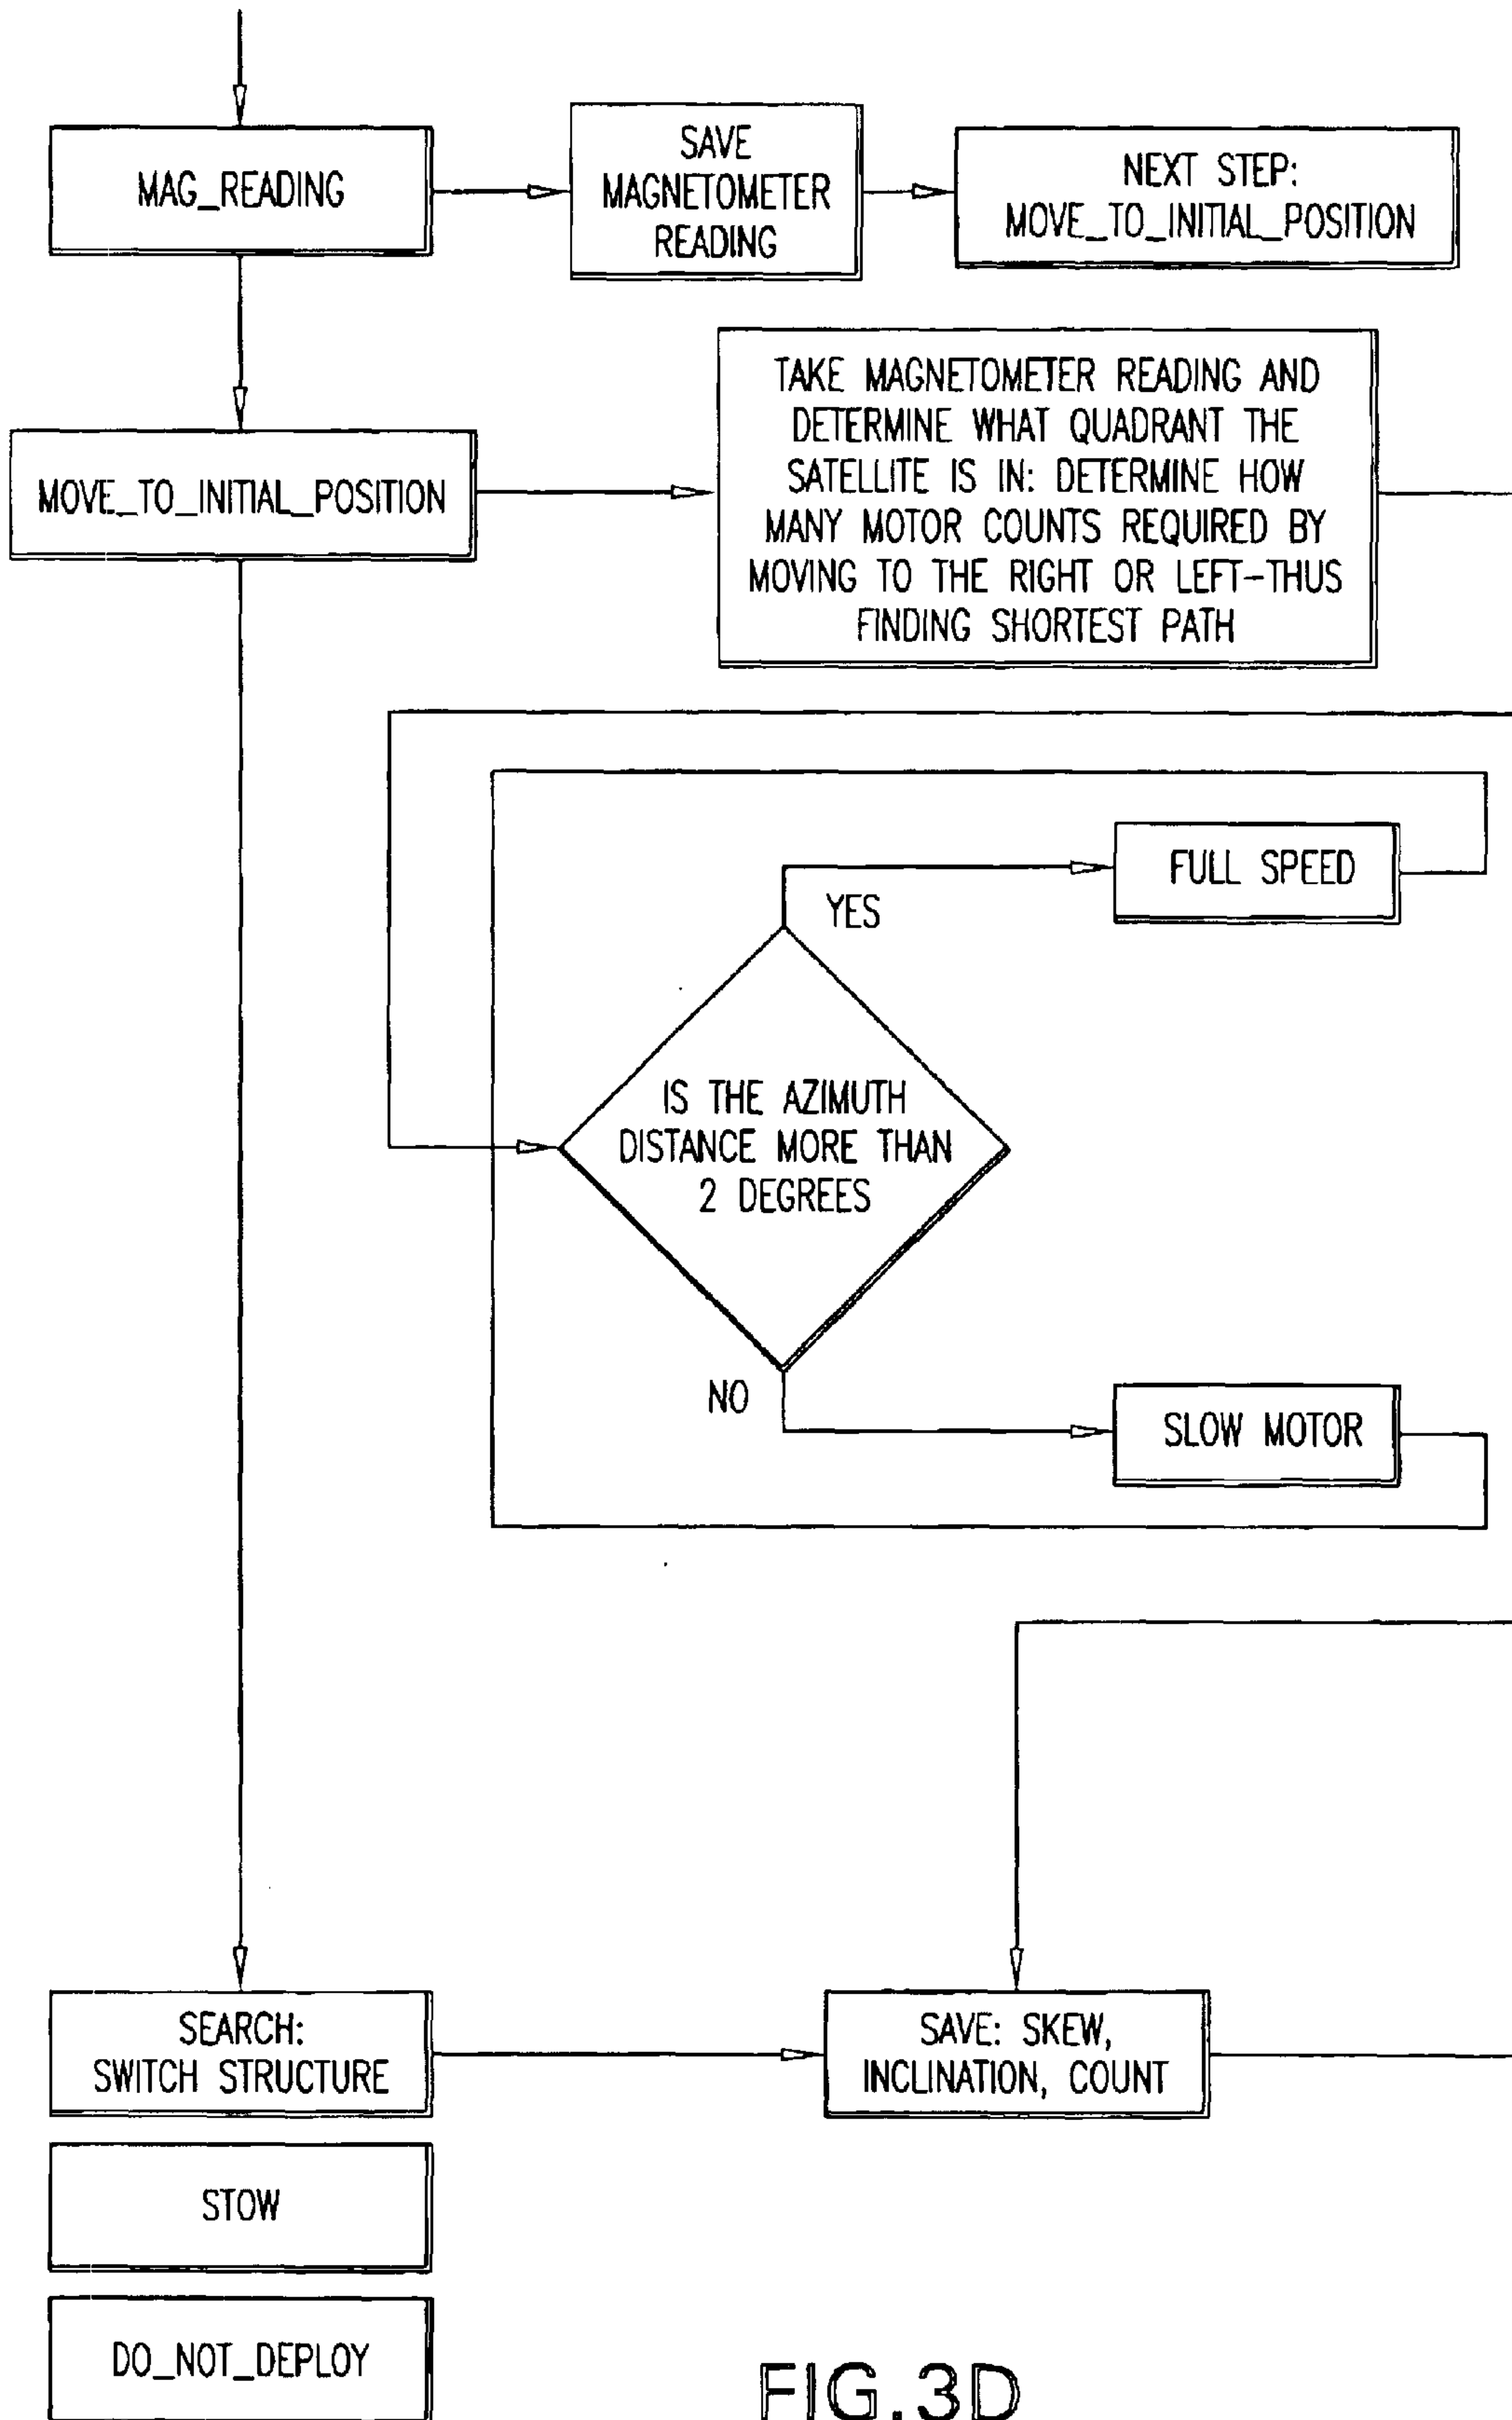 MAG_READING
SAVE
MAGNETOMETER
READING
NEXT STEP:
MOVE_TO_INITIAL_POSITION
MOVE_TO_INITIAL_POSITION
TAKE MAGNETOMETER READING AND
DETERMINE WHAT QUADRANT THE
SATELLITE IS IN: DETERMINE HOW
MANY MOTOR COUNTS REQUIRED BY
MOVING TO THE RIGHT OR LEFT-THUS
FINDING SHORTEST PATH
FULL SPEED
YES
IS THE AZIMUTH
DISTANCE MORE THAN
2 DEGREES
NO
SLOW MOTOR
SEARCH:
SWITCH STRUCTURE
SAVE: SKEW,
INCLINATION, COUNT
STOW
DO_NOT_DEPLOY
FIG.3D